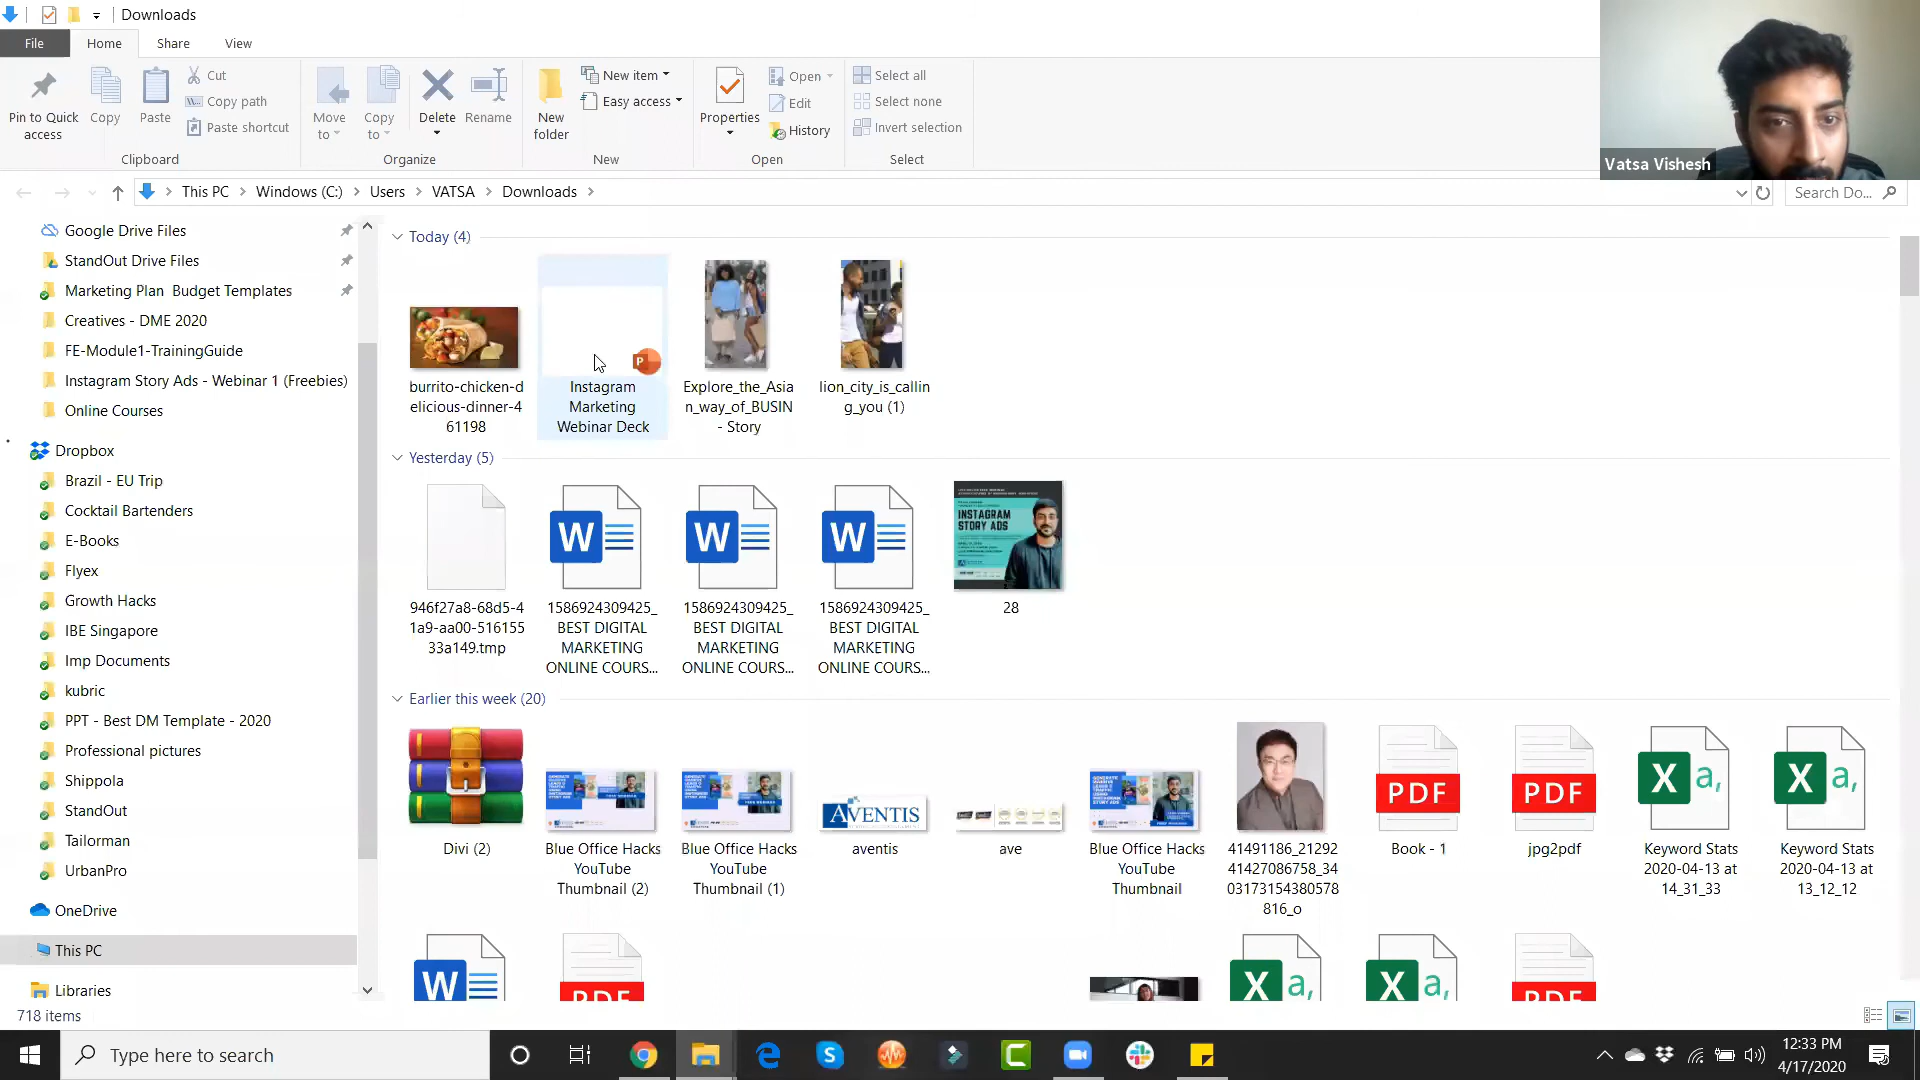 Downloads
File
Home
Share
View
Pin to Quick
access
Copy
Paste
Cut
Copy path
Paste shortcut
Clipboard
Move
to
Copy
to
Delete
Rename
Organize
New
folder
New item
Easy access
New
Properties
Open
Edit
History
Open
Select all
Select none
Invert selection
Select
Vatsa Vishesh
This PC
Windows (C:)
Users
VATSA
Downloads
Search Do...
Google Drive Files
StandOut Drive Files
Marketing Plan Budget Templates
Creatives - DME 2020
FE-Module1-TrainingGuide
Instagram Story Ads - Webinar 1 (Freebies)
Online Courses
Dropbox
Brazil - EU Trip
Cocktail Bartenders
E-Books
Flyex
Growth Hacks
IBE Singapore
Imp Documents
kubric
PPT - Best DM Template - 2020
Professional pictures
Shippola
StandOut
Tailorman
UrbanPro
OneDrive
This PC
Libraries
718 items
Today (4)
burrito-chicken-d
elicious-dinner-4
61198
P
Instagram
Marketing
Webinar Deck
Explore_the_Asia
n_way_of_BUSIN
- Story
lion_city_is_callin
g_you (1)
Yesterday (5)
946f27a8-68d5-4
1a9-aa00-516155
33a149.tmp
W
1586924309425_
BEST DIGITAL
MARKETING
ONLINE COURS...
W
1586924309425_
BEST DIGITAL
MARKETING
ONLINE COURS...
W
1586924309425_
BEST DIGITAL
MARKETING
ONLINE COURS...
INSTAGRAM
STORY ADS
28
Earlier this week (20)
Divi (2)
Blue Office Hacks
YouTube
Thumbnail (2)
Blue Office Hacks
YouTube
Thumbnail (1)
AVENTIS
aventis
ave
Blue Office Hacks
YouTube
Thumbnail
41491186_21292
41427086758_34
03173154380578
816_o
PDF
Book - 1
PDF
jpg2pdf
X a,
Keyword Stats
2020-04-13 at
14_31_33
X a,
Keyword Stats
2020-04-13 at
13_12_12
W
PDF
X a,
X a,
PDF
Type here to search
12:33 PM
4/17/2020